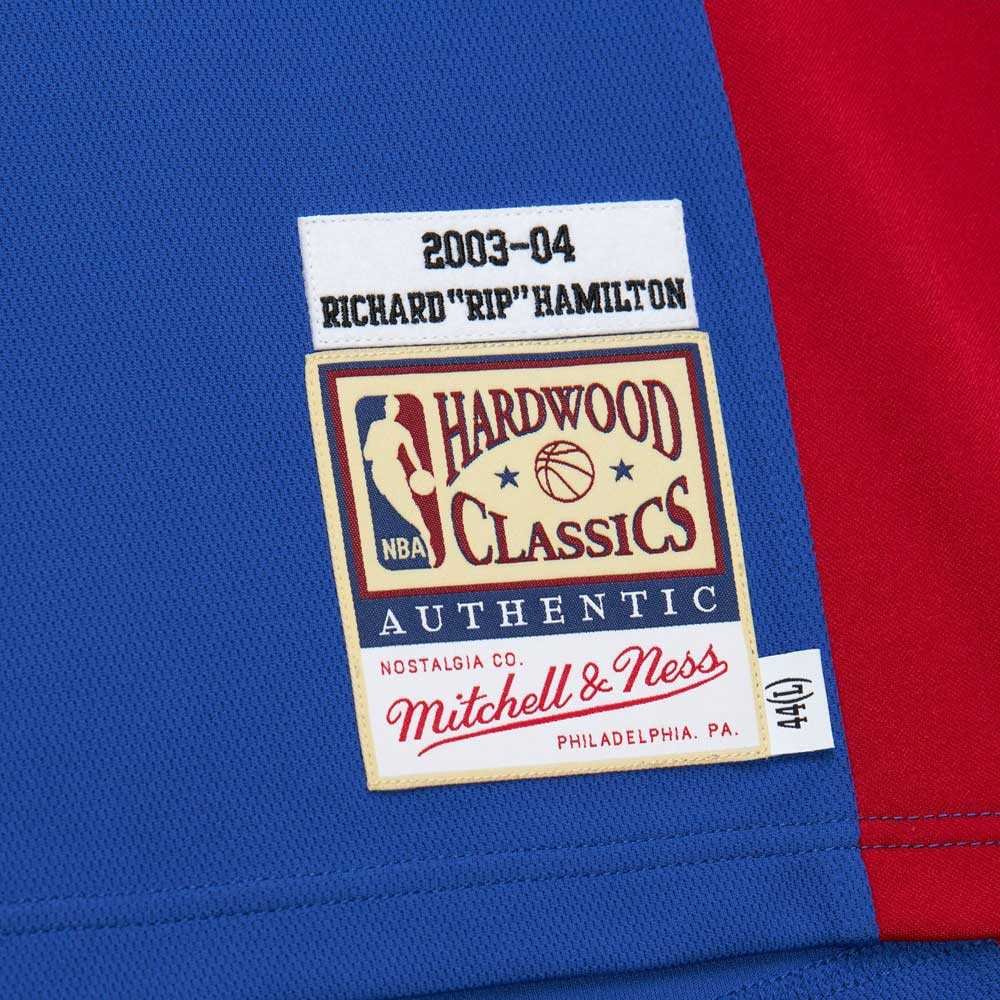 2003-04
RICHARD "RIP" HAMILTON
HARDWOOD
CLASSICS
NBA
AUTHENTIC
NOSTALGIA CO.
Mitchell & Ness
PHILADELPHIA, PA.
44(L)